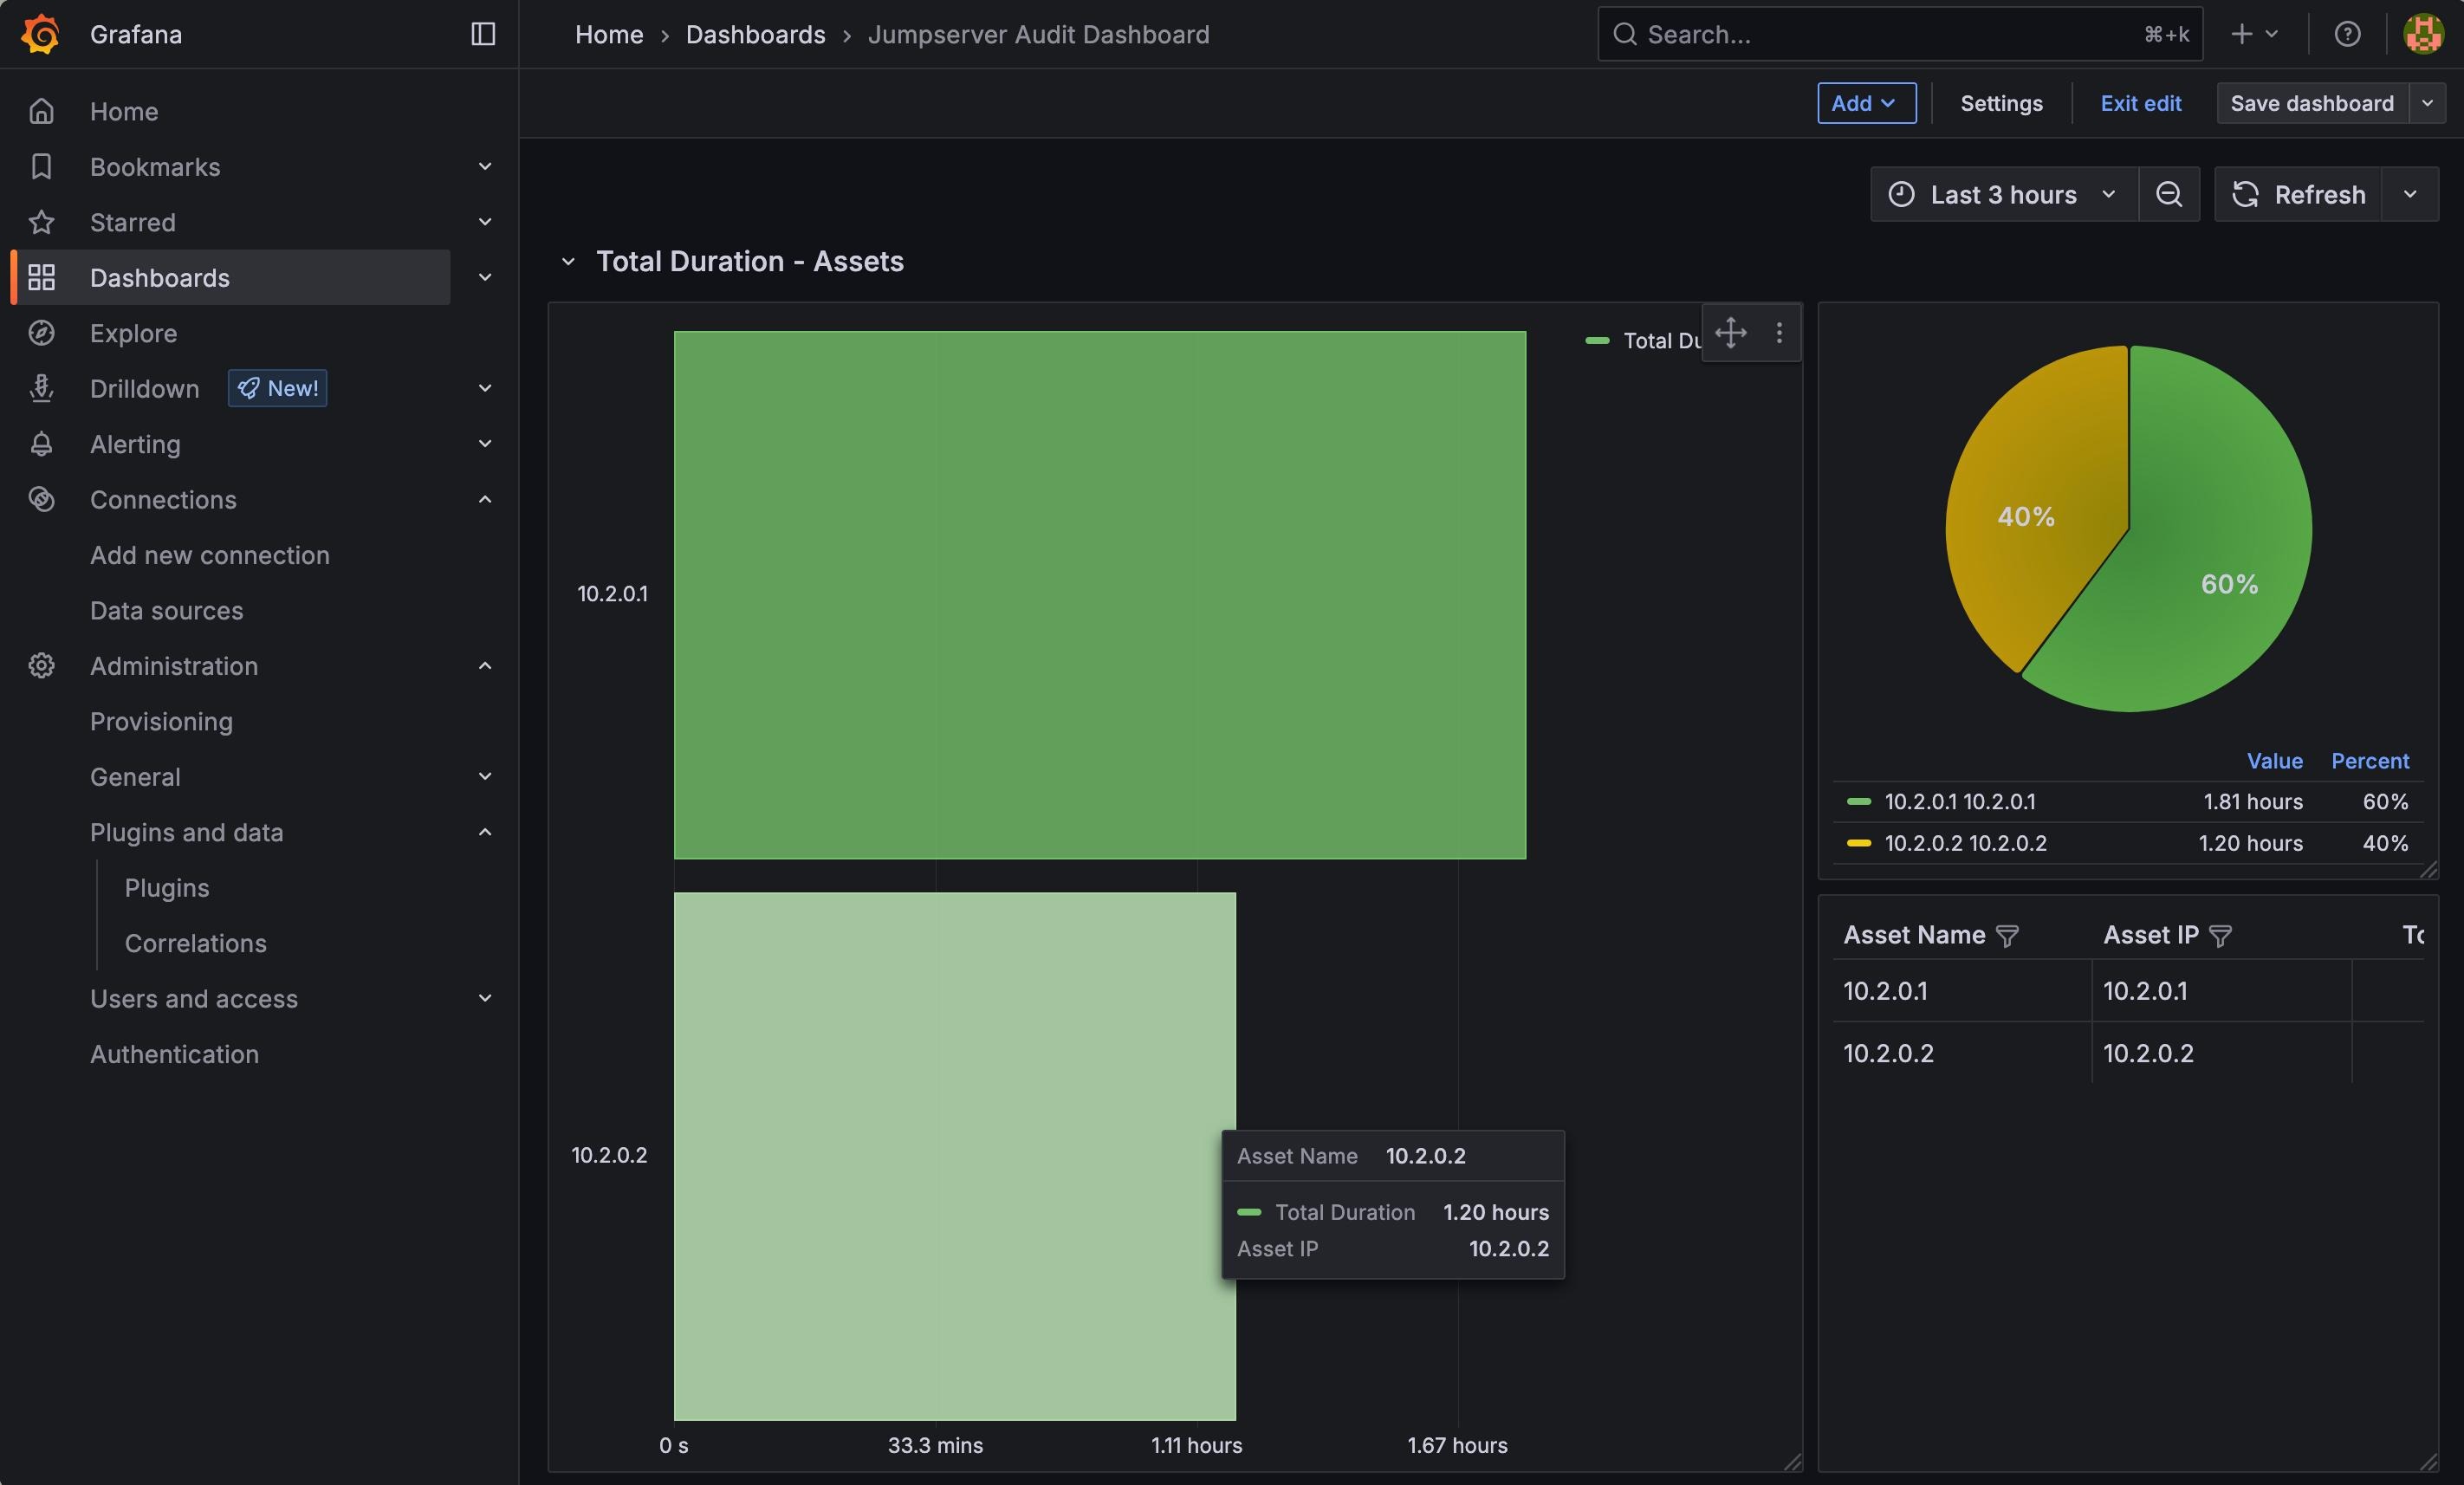 Grafana
Home › Dashboards › Jumpserver Audit Dashboard
Search...
⌘+k
Add
Settings
Exit edit
Save dashboard
Home
Bookmarks
Starred
Dashboards
Explore
Drilldown
New!
Alerting
Connections
Add new connection
Data sources
Administration
Provisioning
General
Plugins and data
Plugins
Correlations
Users and access
Authentication
Last 3 hours
Refresh
Total Duration - Assets
Total Du
10.2.0.1
10.2.0.2
Asset Name 10.2.0.2
Total Duration 1.20 hours
Asset IP 10.2.0.2
0 s 33.3 mins 1.11 hours 1.67 hours
40%
60%
Value Percent
10.2.0.1 10.2.0.1 1.81 hours 60%
10.2.0.2 10.2.0.2 1.20 hours 40%
Asset Name Asset IP To
10.2.0.1 10.2.0.1
10.2.0.2 10.2.0.2